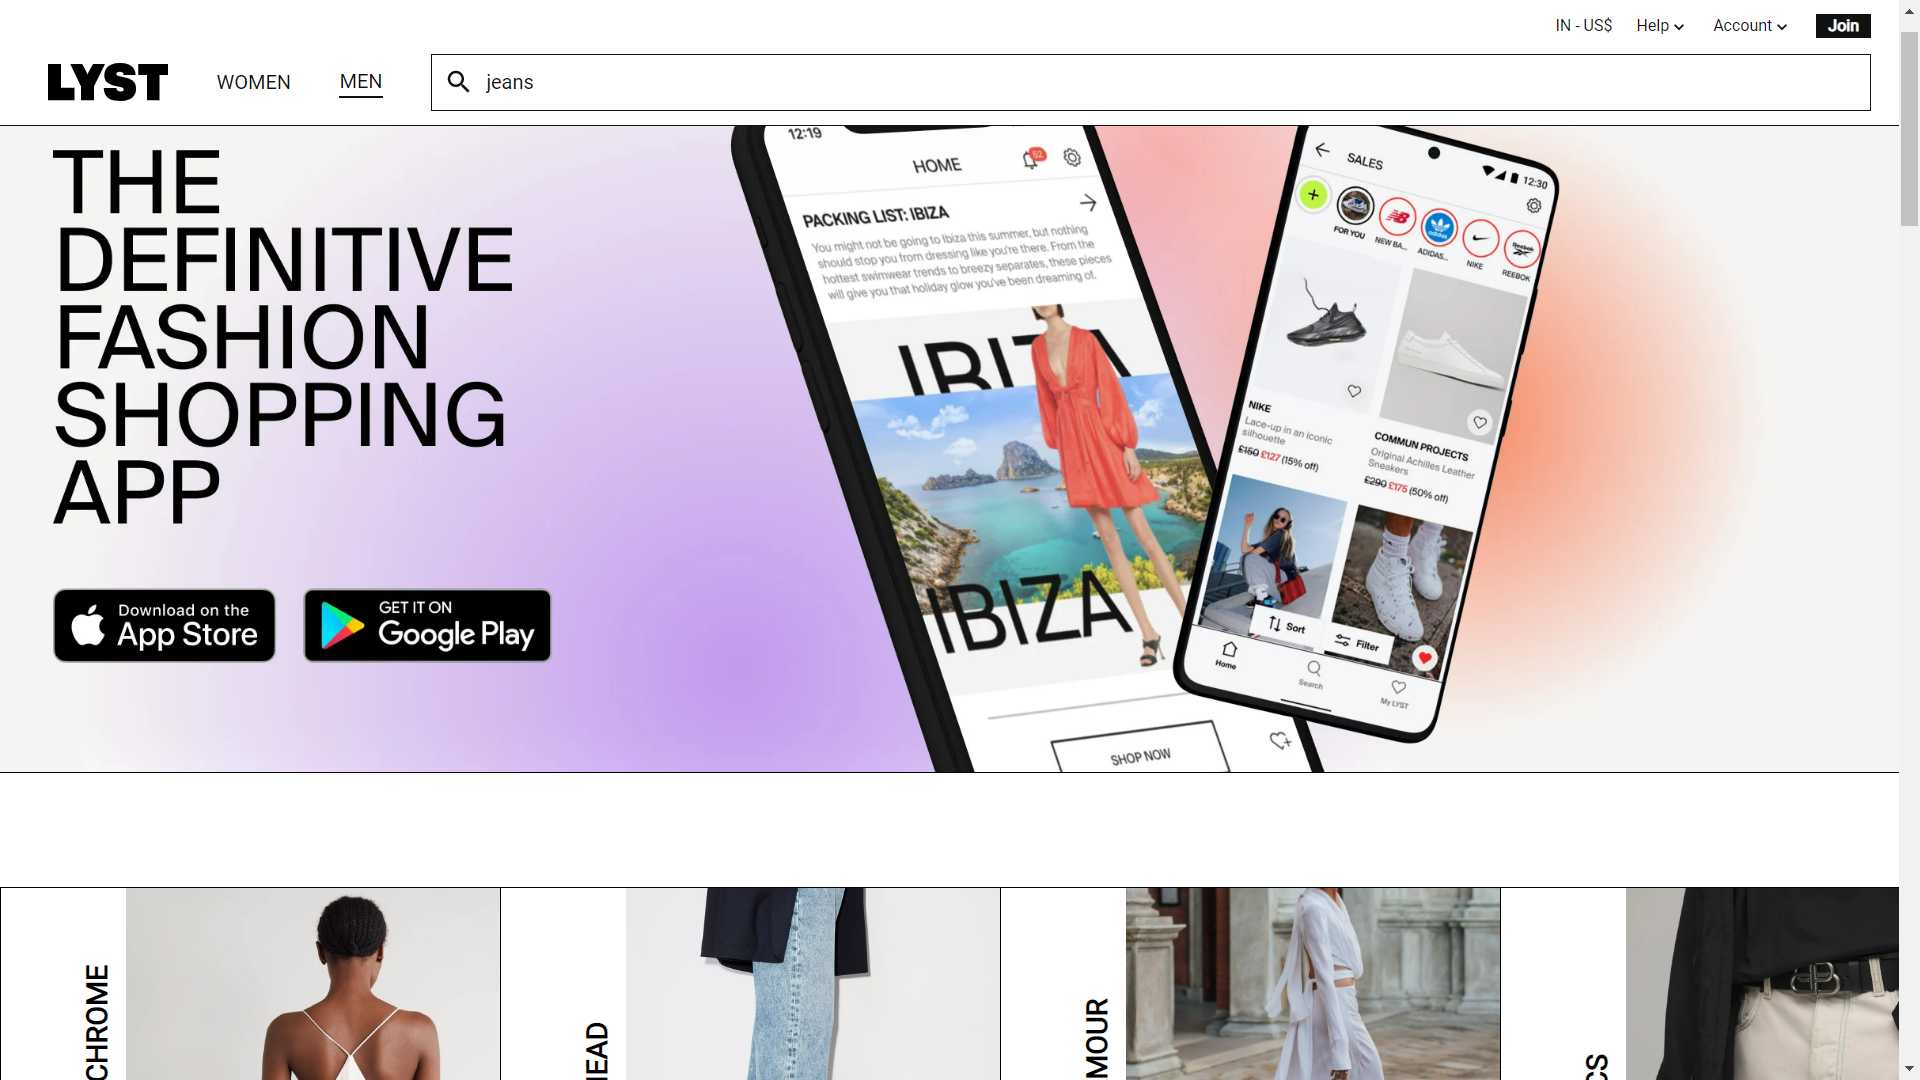 IN - US$ Help Account Join
LYST WOMEN MEN jeans
THE
DEFINITIVE
FASHION
SHOPPING
APP
Download on the
App Store
GET IT ON
Google Play
12:19
HOME
PACKING LIST: IBIZA
You might not be going to Ibiza this summer, but nothing
should stop you from dressing like you're there. From the
hottest swimwear trends to breezy separates, these pieces
will give you that holiday glow you've been dreaming of.
IBIZA
IBIZA
SHOP NOW
12:30
SALES
FOR YOU
NEW BA...
ADIDAS...
NIKE
REEBOK
NIKE
Lace-up in an iconic
silhouette
£150 £127 (15% off)
COMMUN PROJECTS
Original Achilles Leather
Sneakers
£290 £175 (50% off)
Sort
Filter
Home
Search
My LYST
CHROME
HEAD
MOUR
CS